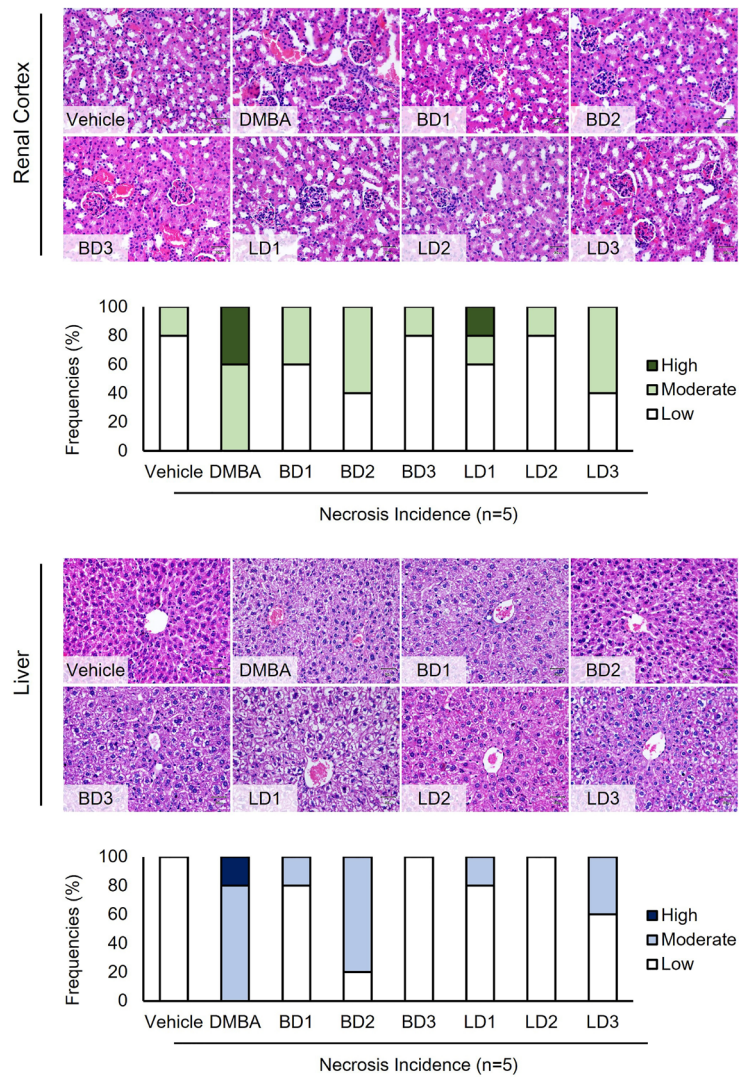 Renal Cortex
Vehicle
DMBA
BD1
BD2
BD3
LD1
LD2
LD3
Frequencies (%)
100
80
60
40
20
0
High
Moderate
Low
Vehicle DMBA BD1 BD2 BD3 LD1 LD2 LD3
Necrosis Incidence (n=5)
Liver
Vehicle
DMBA
BD1
BD2
BD3
LD1
LD2
LD3
Frequencies (%)
100
80
60
40
20
0
High
Moderate
Low
Vehicle DMBA BD1 BD2 BD3 LD1 LD2 LD3
Necrosis Incidence (n=5)